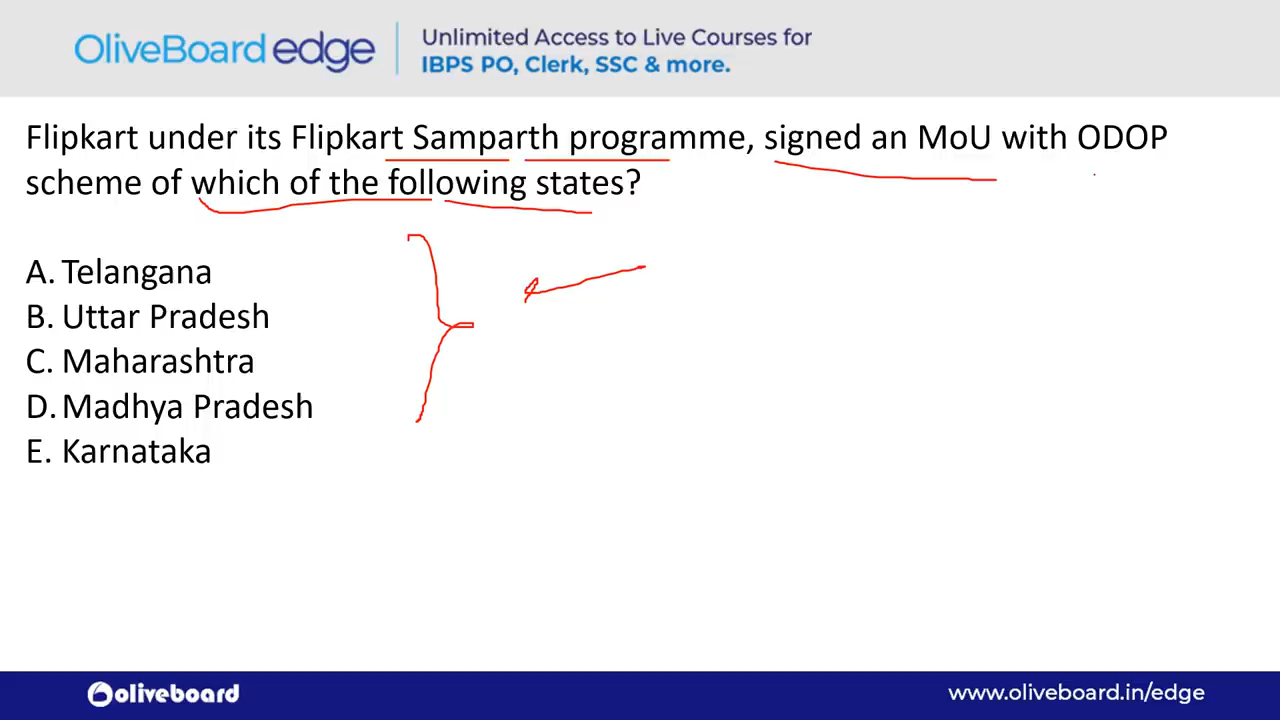 OliveBoard edge
Unlimited Access to Live Courses for
IBPS PO, Clerk, SSC & more.
Flipkart under its Flipkart Samparth programme, signed an MoU with ODOP
scheme of which of the following states?
A. Telangana
B. Uttar Pradesh
C. Maharashtra
D. Madhya Pradesh
E. Karnataka
oliveboard
www.oliveboard.in/edge